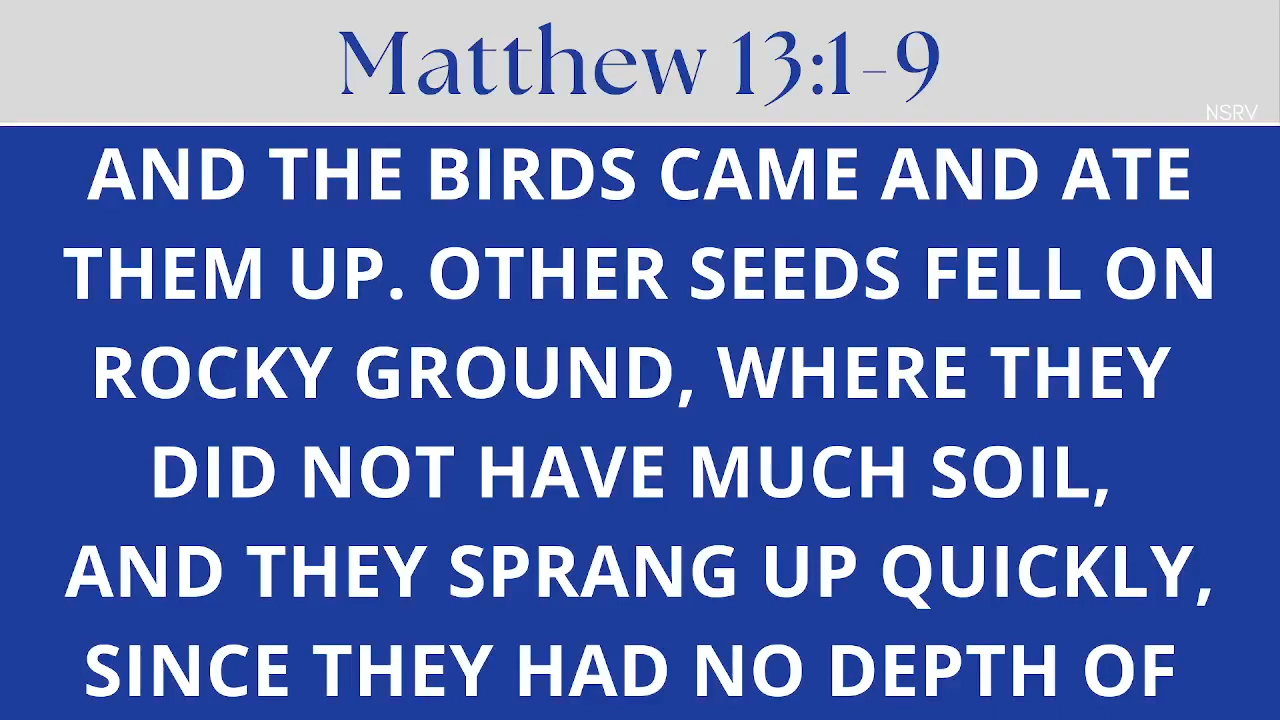 Matthew 13:1-9
NSRV
AND THE BIRDS CAME AND ATE
THEM UP. OTHER SEEDS FELL ON
ROCKY GROUND, WHERE THEY
DID NOT HAVE MUCH SOIL,
AND THEY SPRANG UP QUICKLY,
SINCE THEY HAD NO DEPTH OF